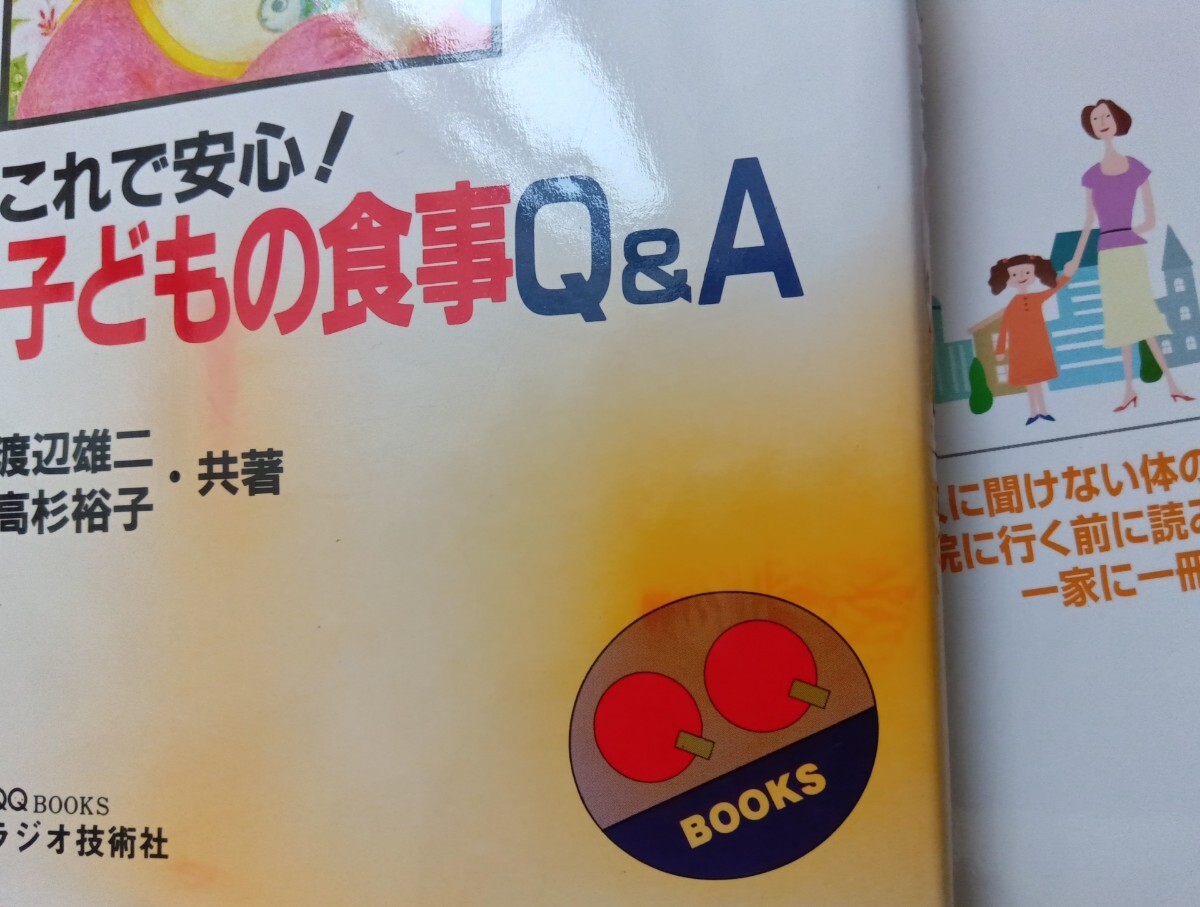 これで安心!
子どもの食事Q&A
渡辺雄二
高杉裕子
・共著
QQ BOOKS
ラジオ技術社
BOOKS
に聞けない体の
院に行く前に読み
一家に一冊